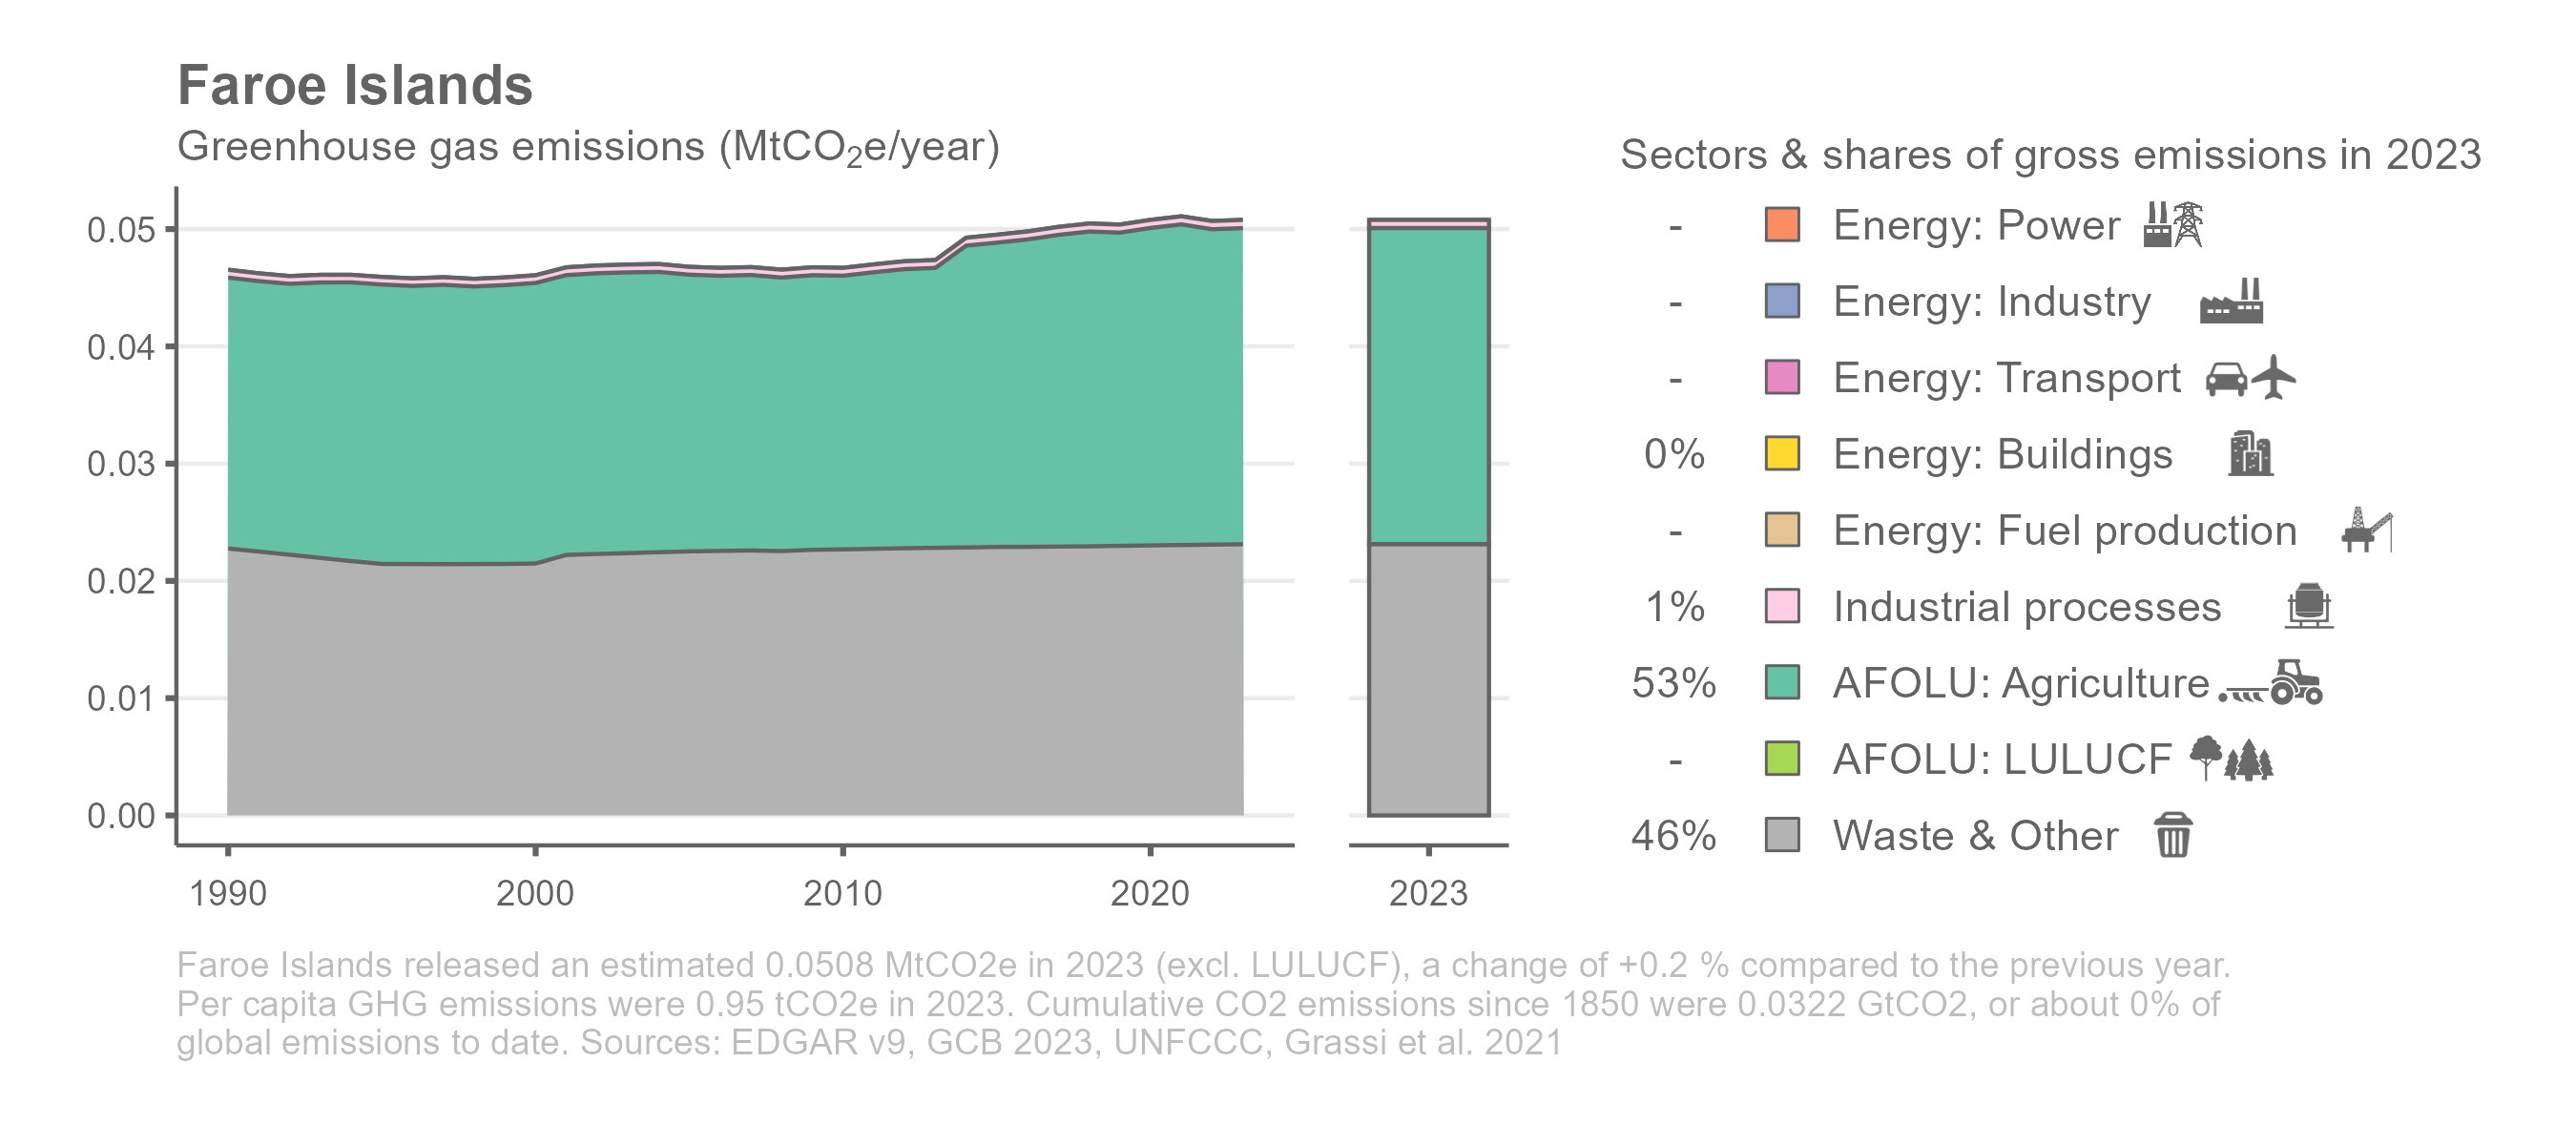 Faroe Islands
Greenhouse gas emissions (MtCO₂e/year)
0.05
0.04
0.03
0.02
0.01
0.00
1990 2000 2010 2020 2023
Sectors & shares of gross emissions in 2023
- Energy: Power
- Energy: Industry
- Energy: Transport
0% Energy: Buildings
- Energy: Fuel production
1% Industrial processes
53% AFOLU: Agriculture
- AFOLU: LULUCF
46% Waste & Other
Faroe Islands released an estimated 0.0508 MtCO2e in 2023 (excl. LULUCF), a change of +0.2 % compared to the previous year.
Per capita GHG emissions were 0.95 tCO2e in 2023. Cumulative CO2 emissions since 1850 were 0.0322 GtCO2, or about 0% of
global emissions to date. Sources: EDGAR v9, GCB 2023, UNFCCC, Grassi et al. 2021